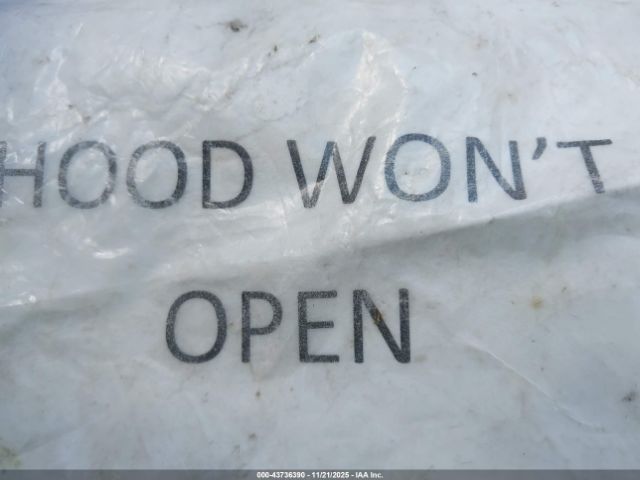 HOOD WON'T
OPEN
000-43736390 - 11/21/2025 - IAA Inc.